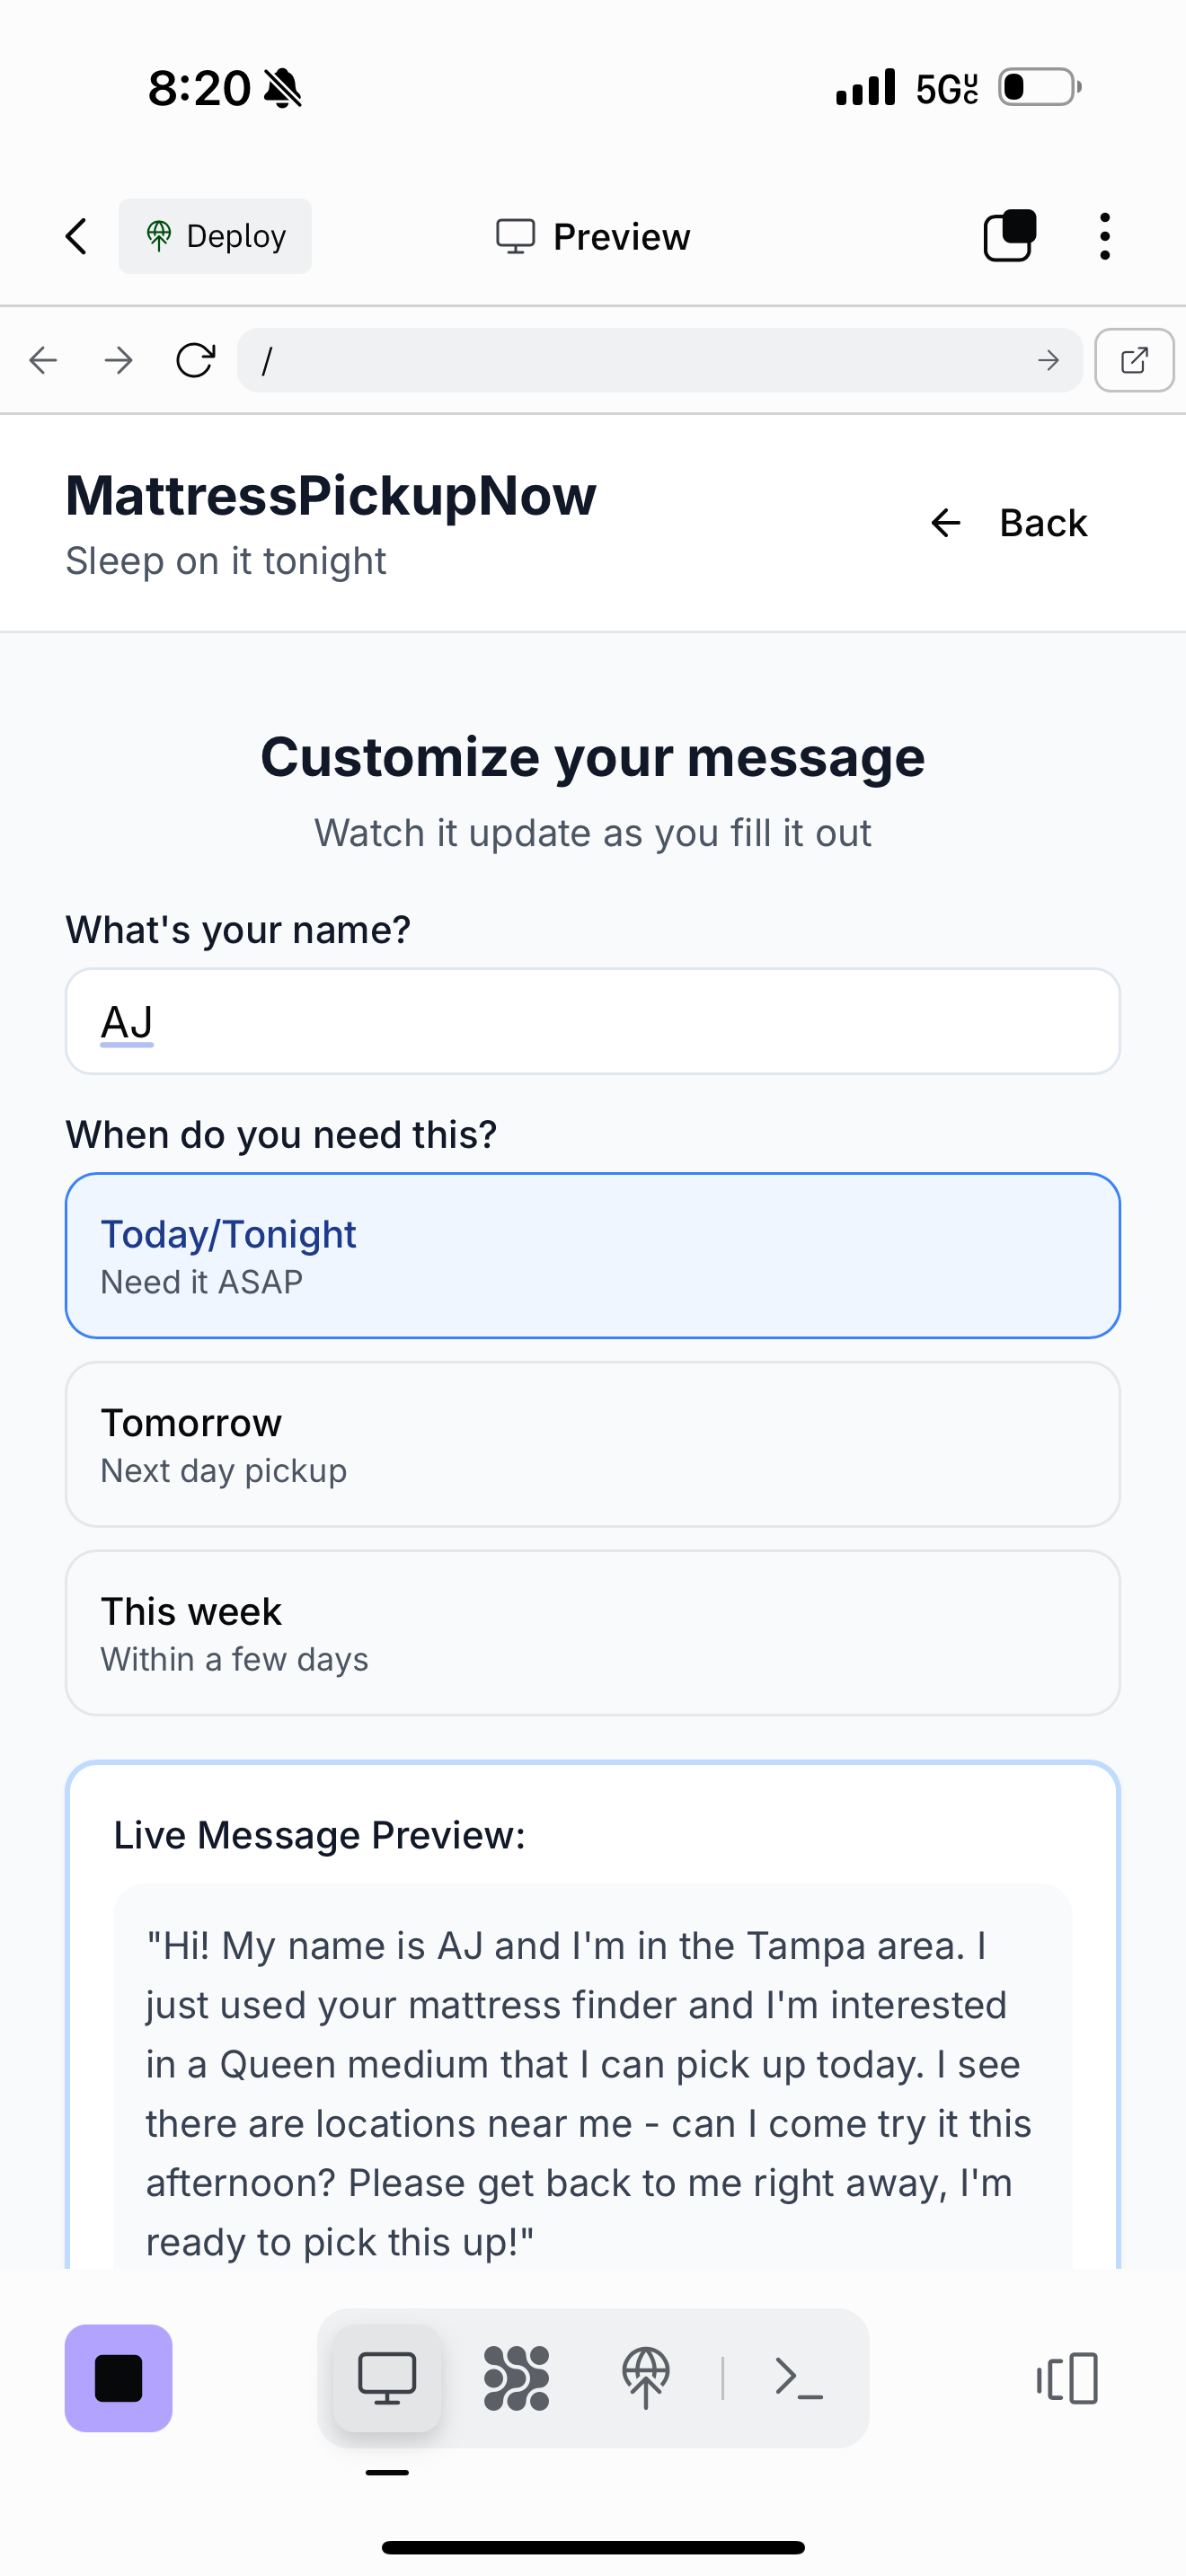 8:20
5G UC
Deploy
Preview
/
MattressPickupNow
Sleep on it tonight
Back
Customize your message
Watch it update as you fill it out
What's your name?
AJ
When do you need this?
Today/Tonight
Need it ASAP
Tomorrow
Next day pickup
This week
Within a few days
Live Message Preview:
"Hi! My name is AJ and I'm in the Tampa area. I
just used your mattress finder and I'm interested
in a Queen medium that I can pick up today. I see
there are locations near me - can I come try it this
afternoon? Please get back to me right away, I'm
ready to pick this up!"